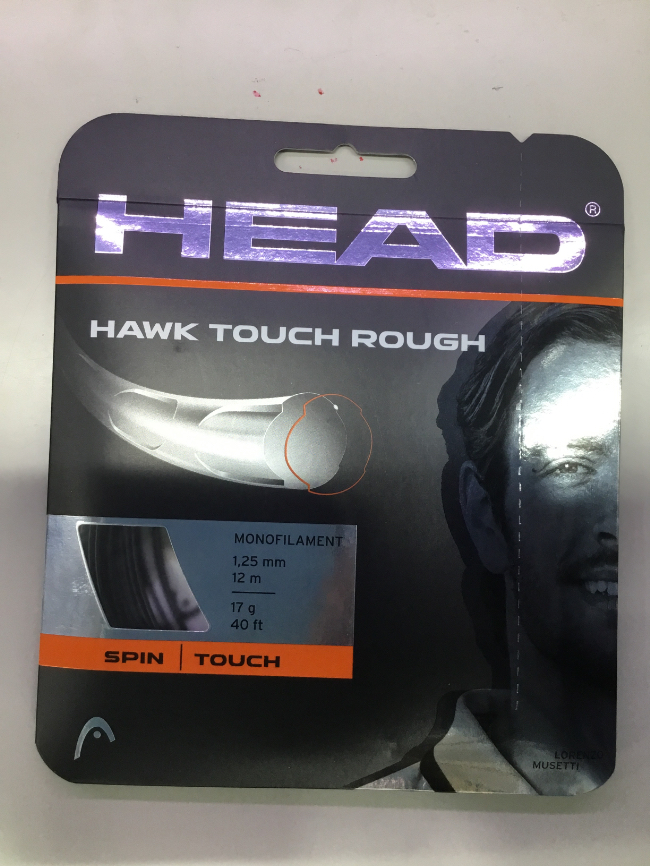 HEAD®
HAWK TOUCH ROUGH
MONOFILAMENT
1,25 mm
12 m
17 g
40 ft
SPIN | TOUCH
LORENZO
MUSETTI